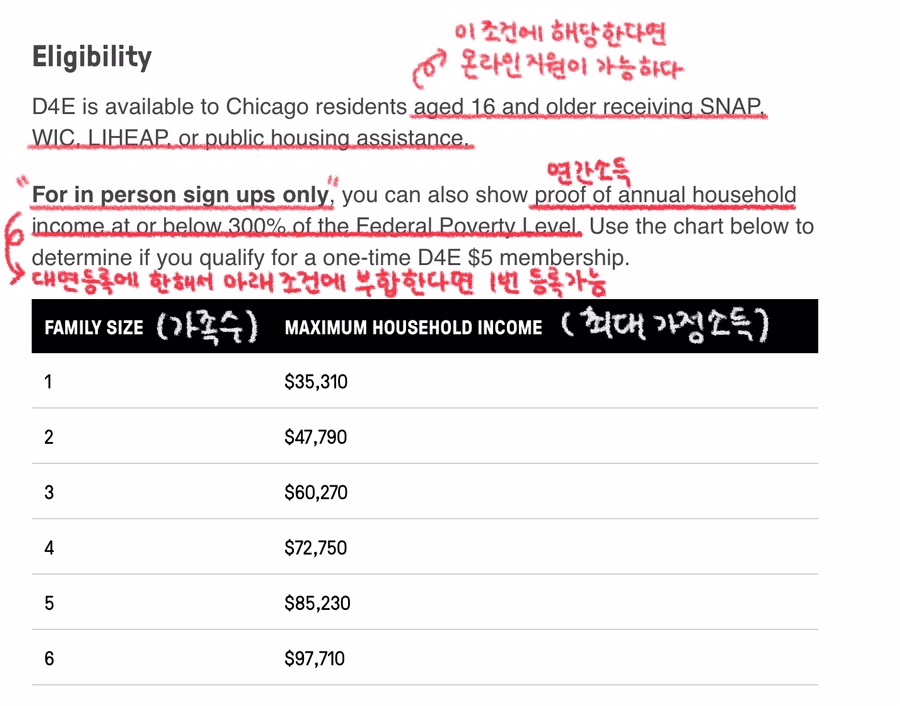 이 조건에 해당한다면
온라인 지원이 가능하다
Eligibility
D4E is available to Chicago residents aged 16 and older receiving SNAP,
WIC, LIHEAP, or public housing assistance.
연간소득
"For in person sign ups only", you can also show proof of annual household
income at or below 300% of the Federal Poverty Level. Use the chart below to
determine if you qualify for a one-time D4E $5 membership.
대면등록에 한해서 아래 조건에 부합한다면 1번 등록가능
FAMILY SIZE (가족수) MAXIMUM HOUSEHOLD INCOME (최대 가정소득)
1 $35,310
2 $47,790
3 $60,270
4 $72,750
5 $85,230
6 $97,710